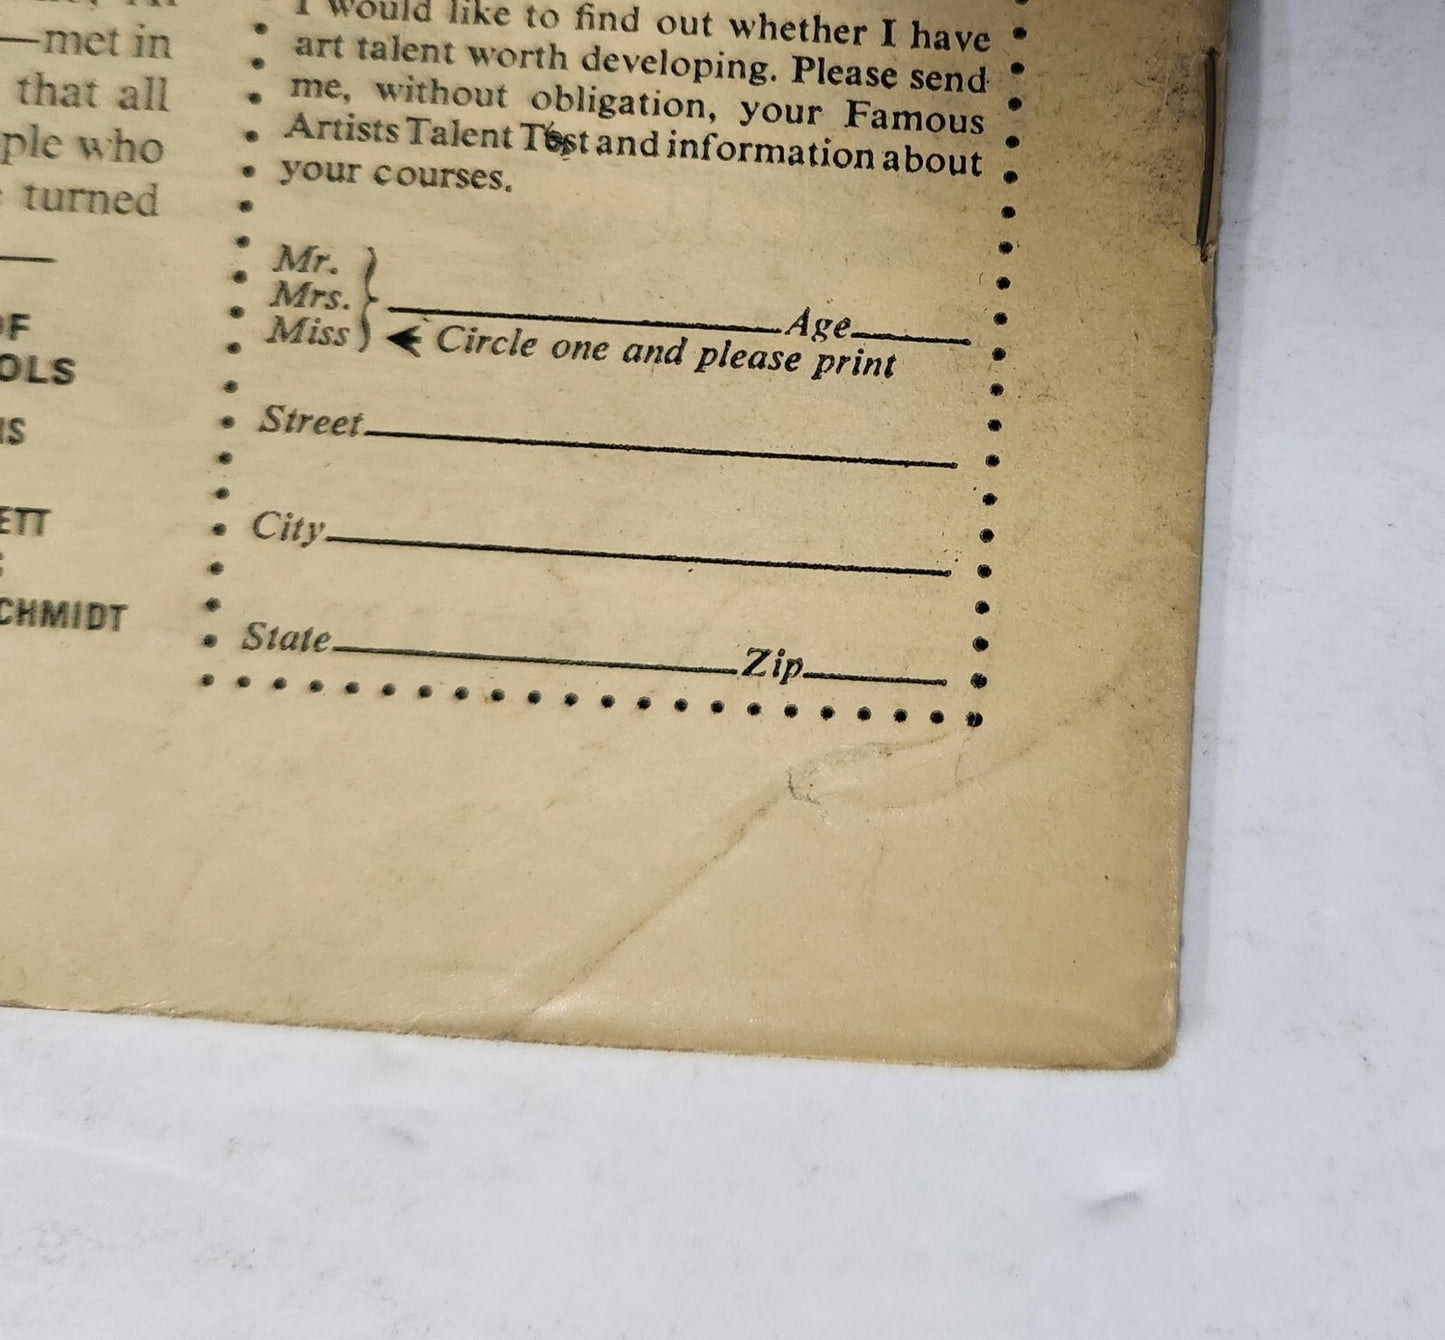 —met in
that all
who
turned
OF
CHMIDT
I would like to find out whether I have
art talent worth developing. Please send
me, without obligation, your Famous
Artists Talent Test and information about
your courses.
Mr.
Mrs.
Miss
Age
Circle one and please print
Street
City
State Zip